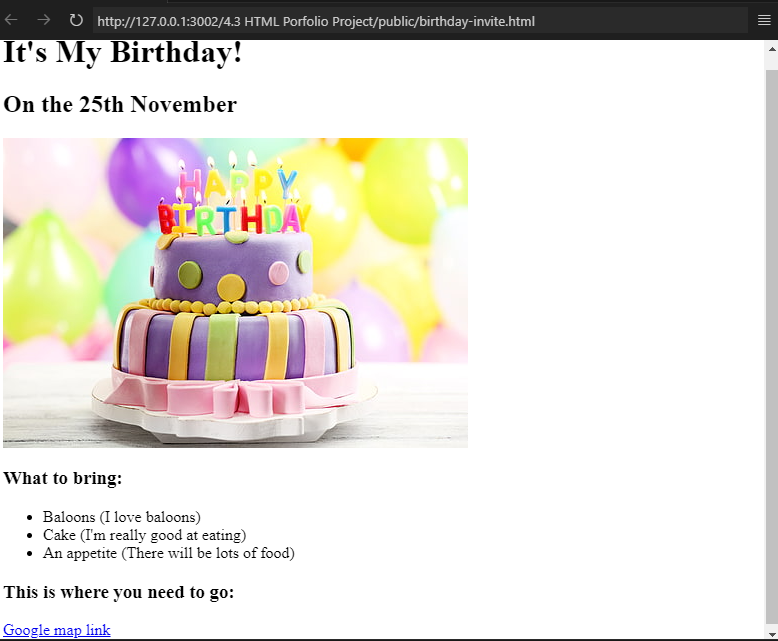 http://127.0.0.1:3002/4.3 HTML Porfolio Project/public/birthday-invite.html
It's My Birthday!
On the 25th November
HAPPY
BIRTHDAY
What to bring:
Baloons (I love baloons)
Cake (I'm really good at eating)
An appetite (There will be lots of food)
This is where you need to go:
Google map link